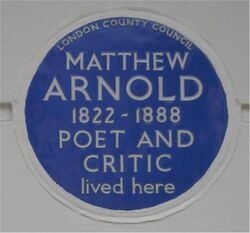 LONDON COUNTY COUNCIL
MATTHEW
ARNOLD
1822-1888
POET AND
CRITIC
lived here